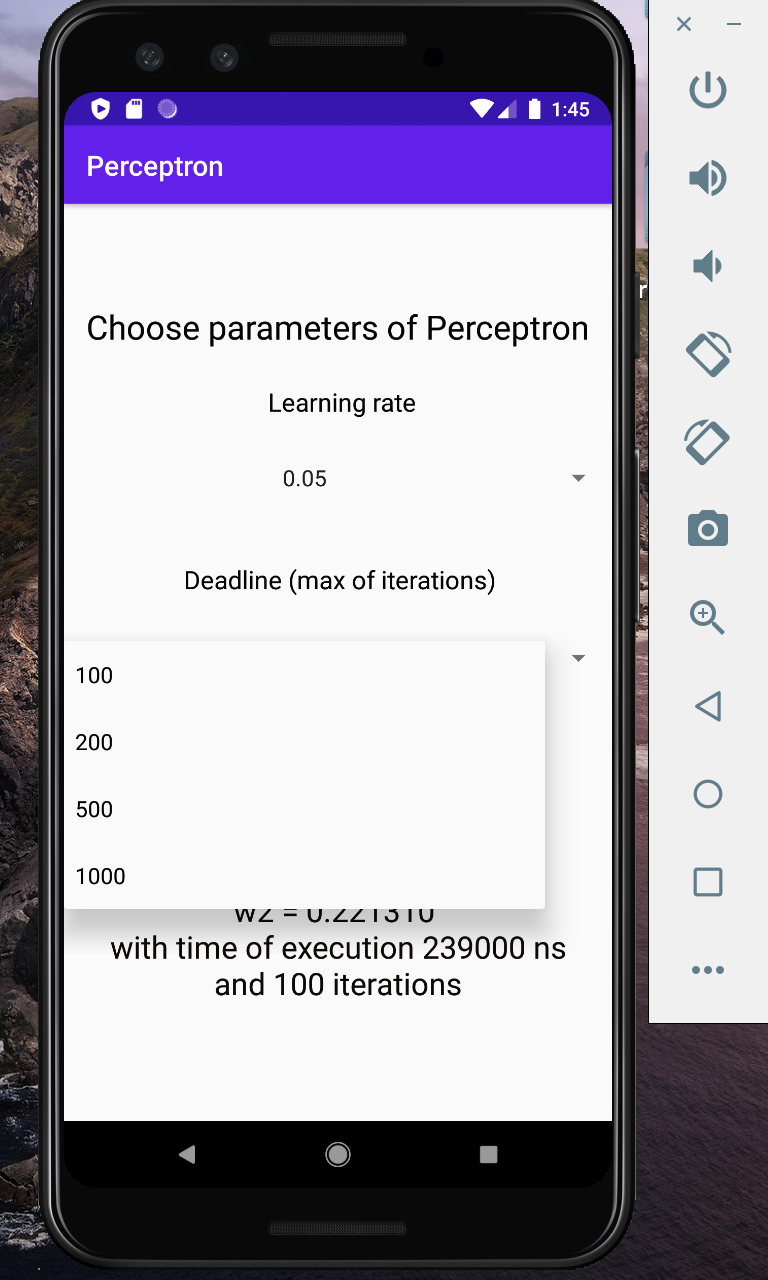 1:45
Perceptron
Choose parameters of Perceptron
Learning rate
0.05
Deadline (max of iterations)
100
200
500
1000
w2 = 0.221310
with time of execution 239000 ns
and 100 iterations